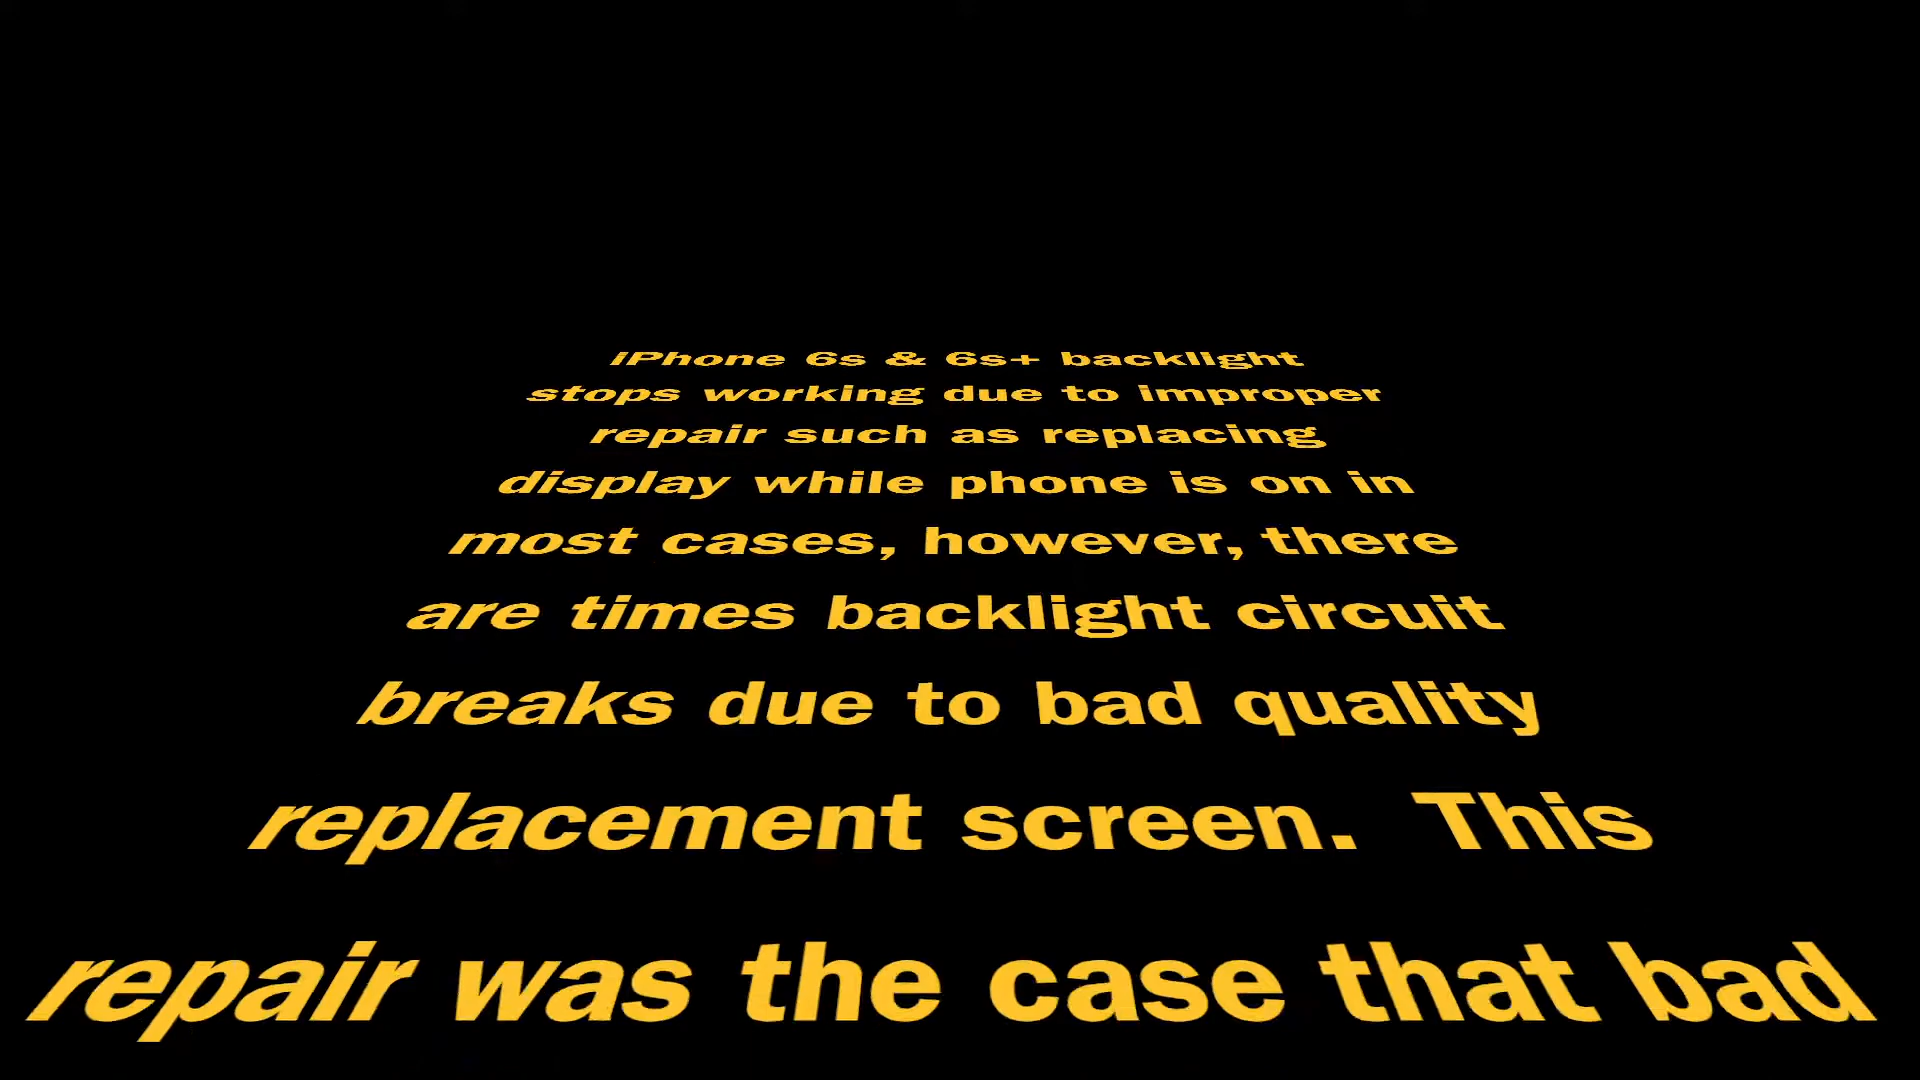 iPhone 6s & 6s+ backlight
stops working due to improper
repair such as replacing
display while phone is on in
most cases, however, there
are times backlight circuit
breaks due to bad quality
replacement screen.  This
repair was the case that bad